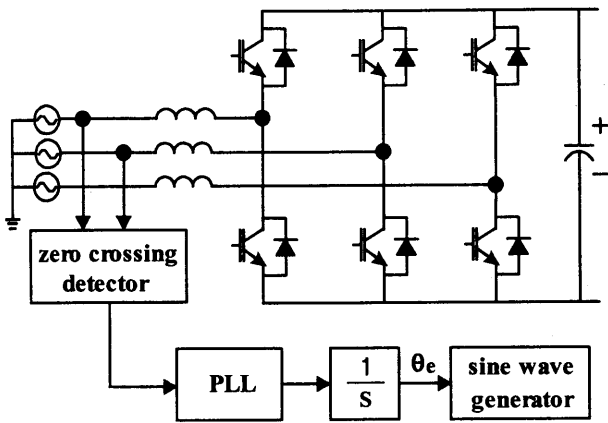 +
−
zero crossing
detector
PLL
1
S
θe
sine wave
generator